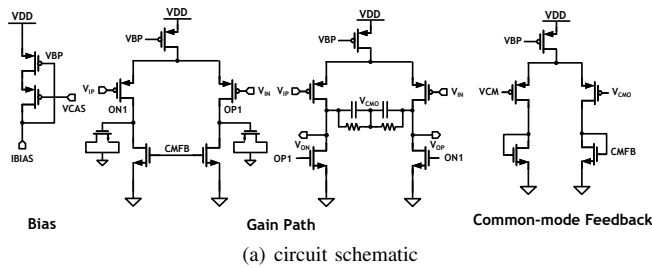 VDD
VDD
VDD
VDD
VBP
VBP
VBP
VBP
VCAS
IBIAS
VIP
ON1
VIN
OP1
CMFB
VIP
VCMO
VIN
VON
VOP
OP1
ON1
VCM
VCMO
CMFB
Bias
Gain Path
Common-mode Feedback
(a) circuit schematic